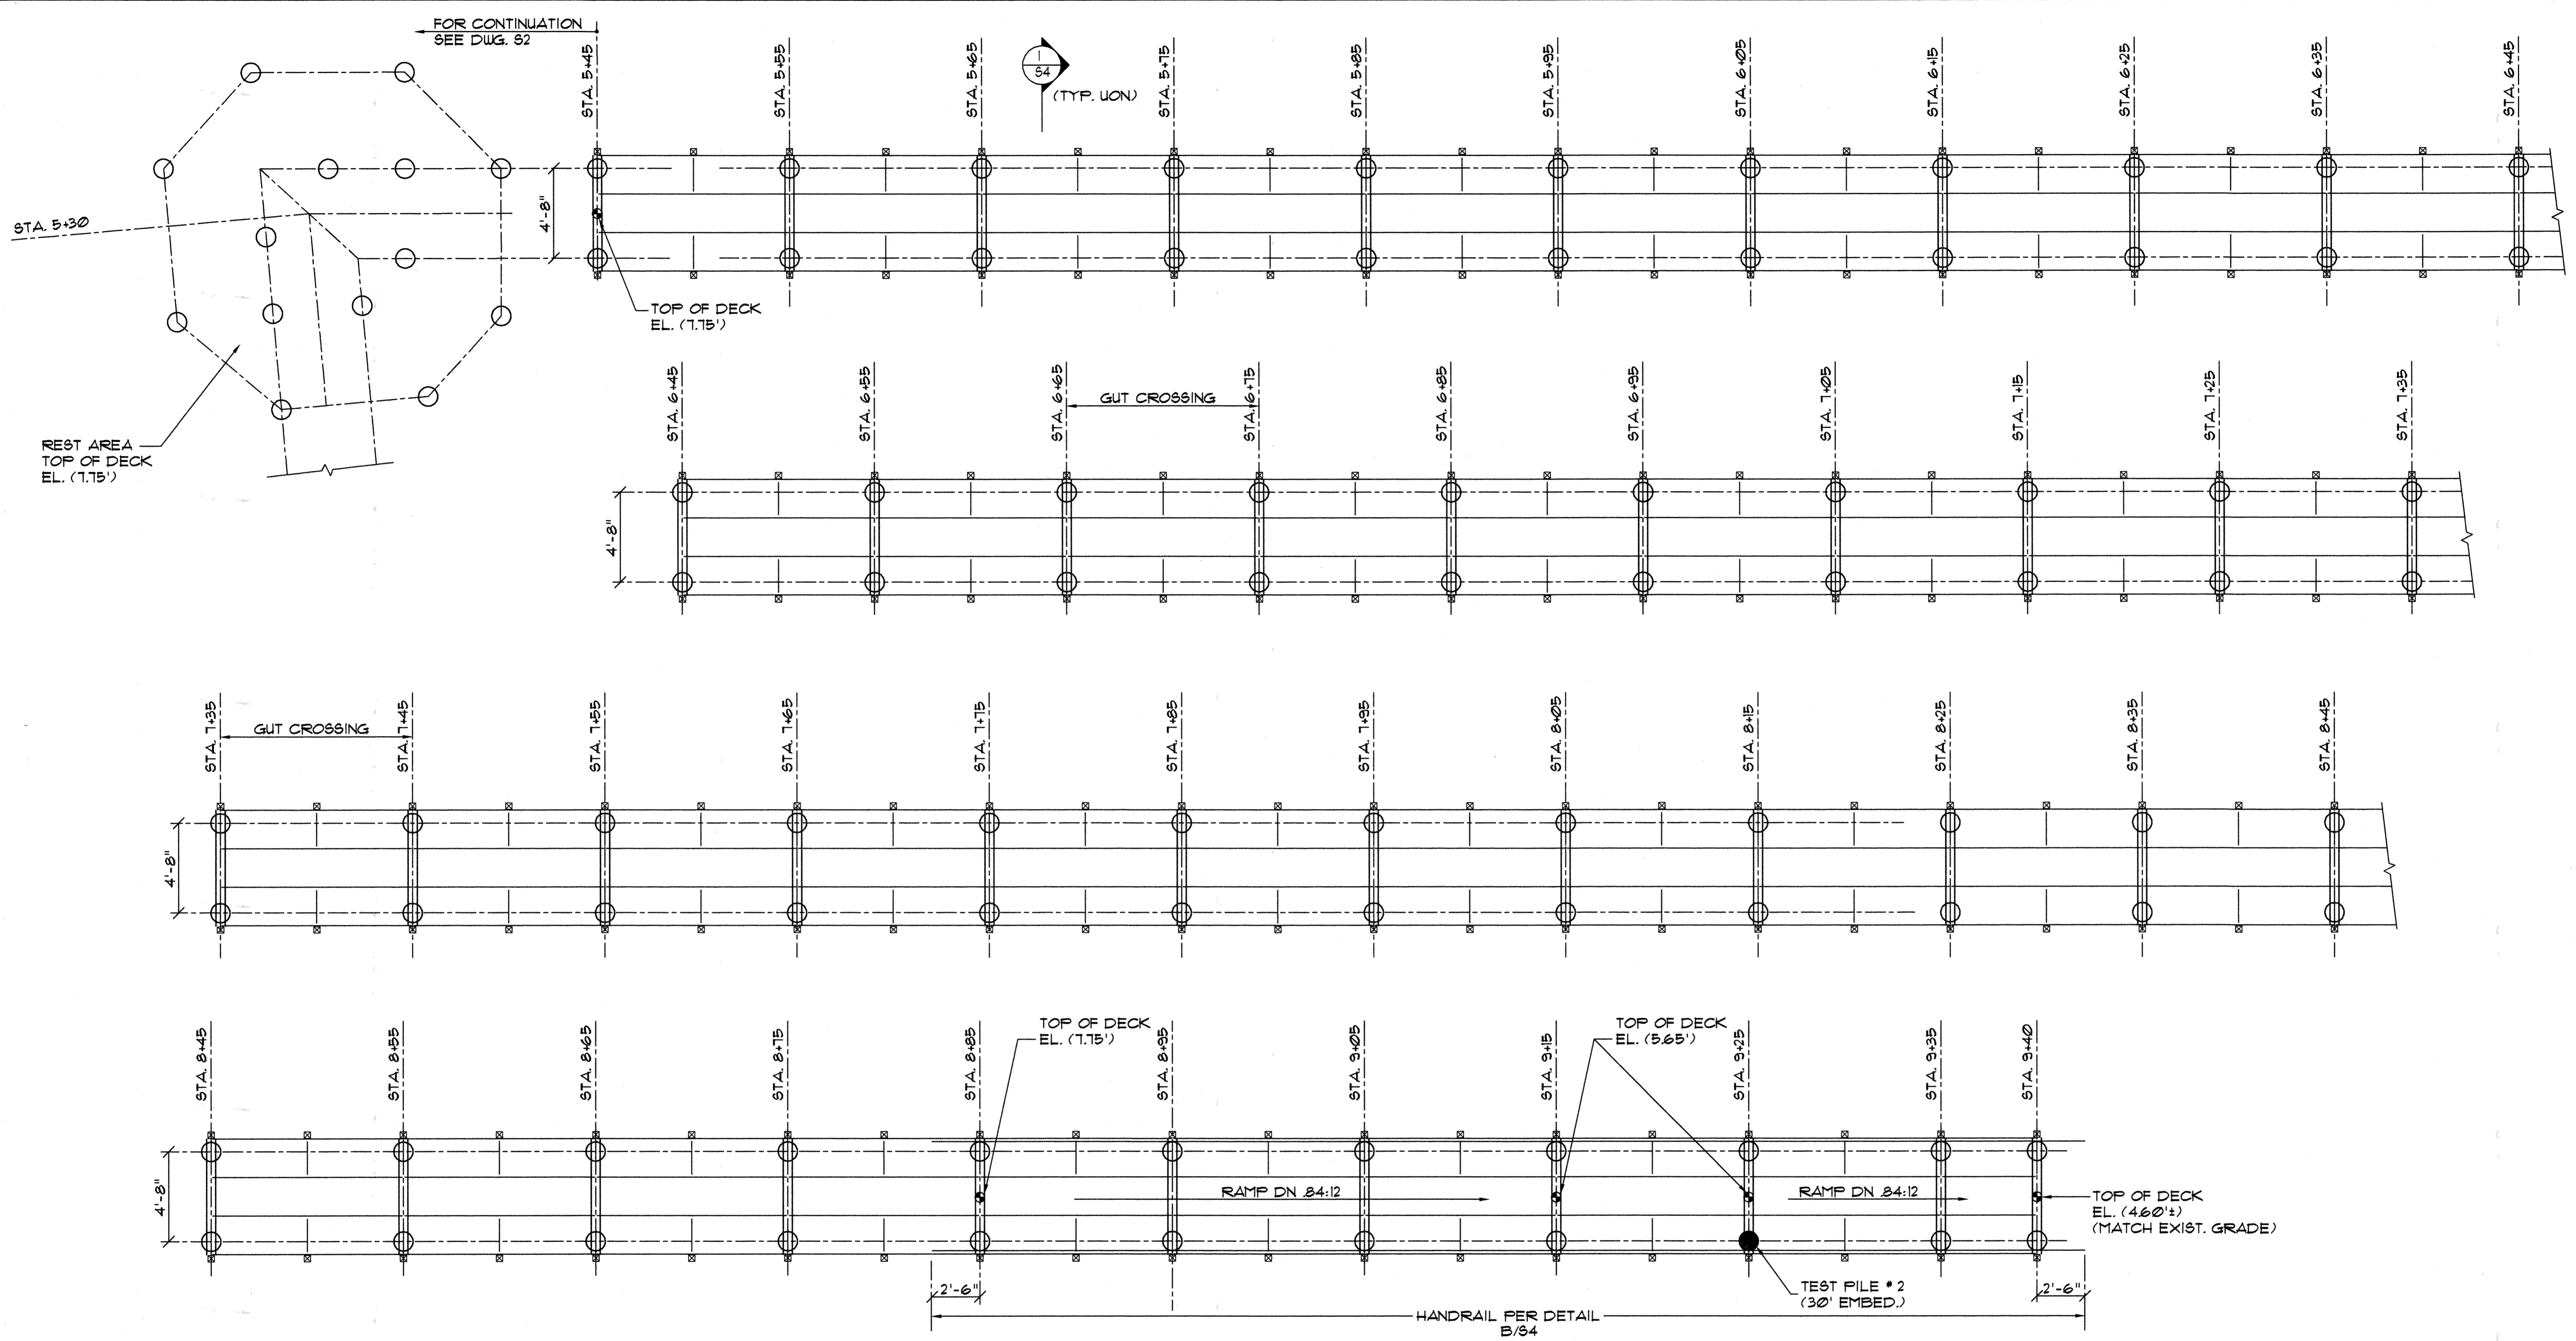 FOR CONTINUATION
SEE DWG. S2
STA. 5+45
STA. 5+55
STA. 5+65
1
S4
(TYP. UON)
STA. 5+75
STA. 5+85
STA. 5+95
STA. 6+05
STA. 6+15
STA. 6+25
STA. 6+35
STA. 6+45
STA. 5+30
4'-8"
TOP OF DECK
EL. (7.75')
REST AREA
TOP OF DECK
EL. (7.75')
STA. 6+45
STA. 6+55
STA. 6+65
GUT CROSSING
STA. 6+75
STA. 6+85
STA. 6+95
STA. 7+05
STA. 7+15
STA. 7+25
STA. 7+35
4'-8"
STA. 7+35
GUT CROSSING
STA. 7+45
STA. 7+55
STA. 7+65
STA. 7+75
STA. 7+85
STA. 7+95
STA. 8+05
STA. 8+15
STA. 8+25
STA. 8+35
STA. 8+45
4'-8"
STA. 8+45
STA. 8+55
STA. 8+65
STA. 8+75
STA. 8+85
TOP OF DECK
EL. (7.75')
STA. 8+95
STA. 9+05
STA. 9+15
TOP OF DECK
EL. (5.65')
STA. 9+25
STA. 9+35
STA. 9+40
4'-8"
RAMP DN .84:12
RAMP DN .84:12
TOP OF DECK
EL. (4.60'±)
(MATCH EXIST. GRADE)
2'-6"
TEST PILE # 2
(30' EMBED.)
2'-6"
HANDRAIL PER DETAIL
B/S4